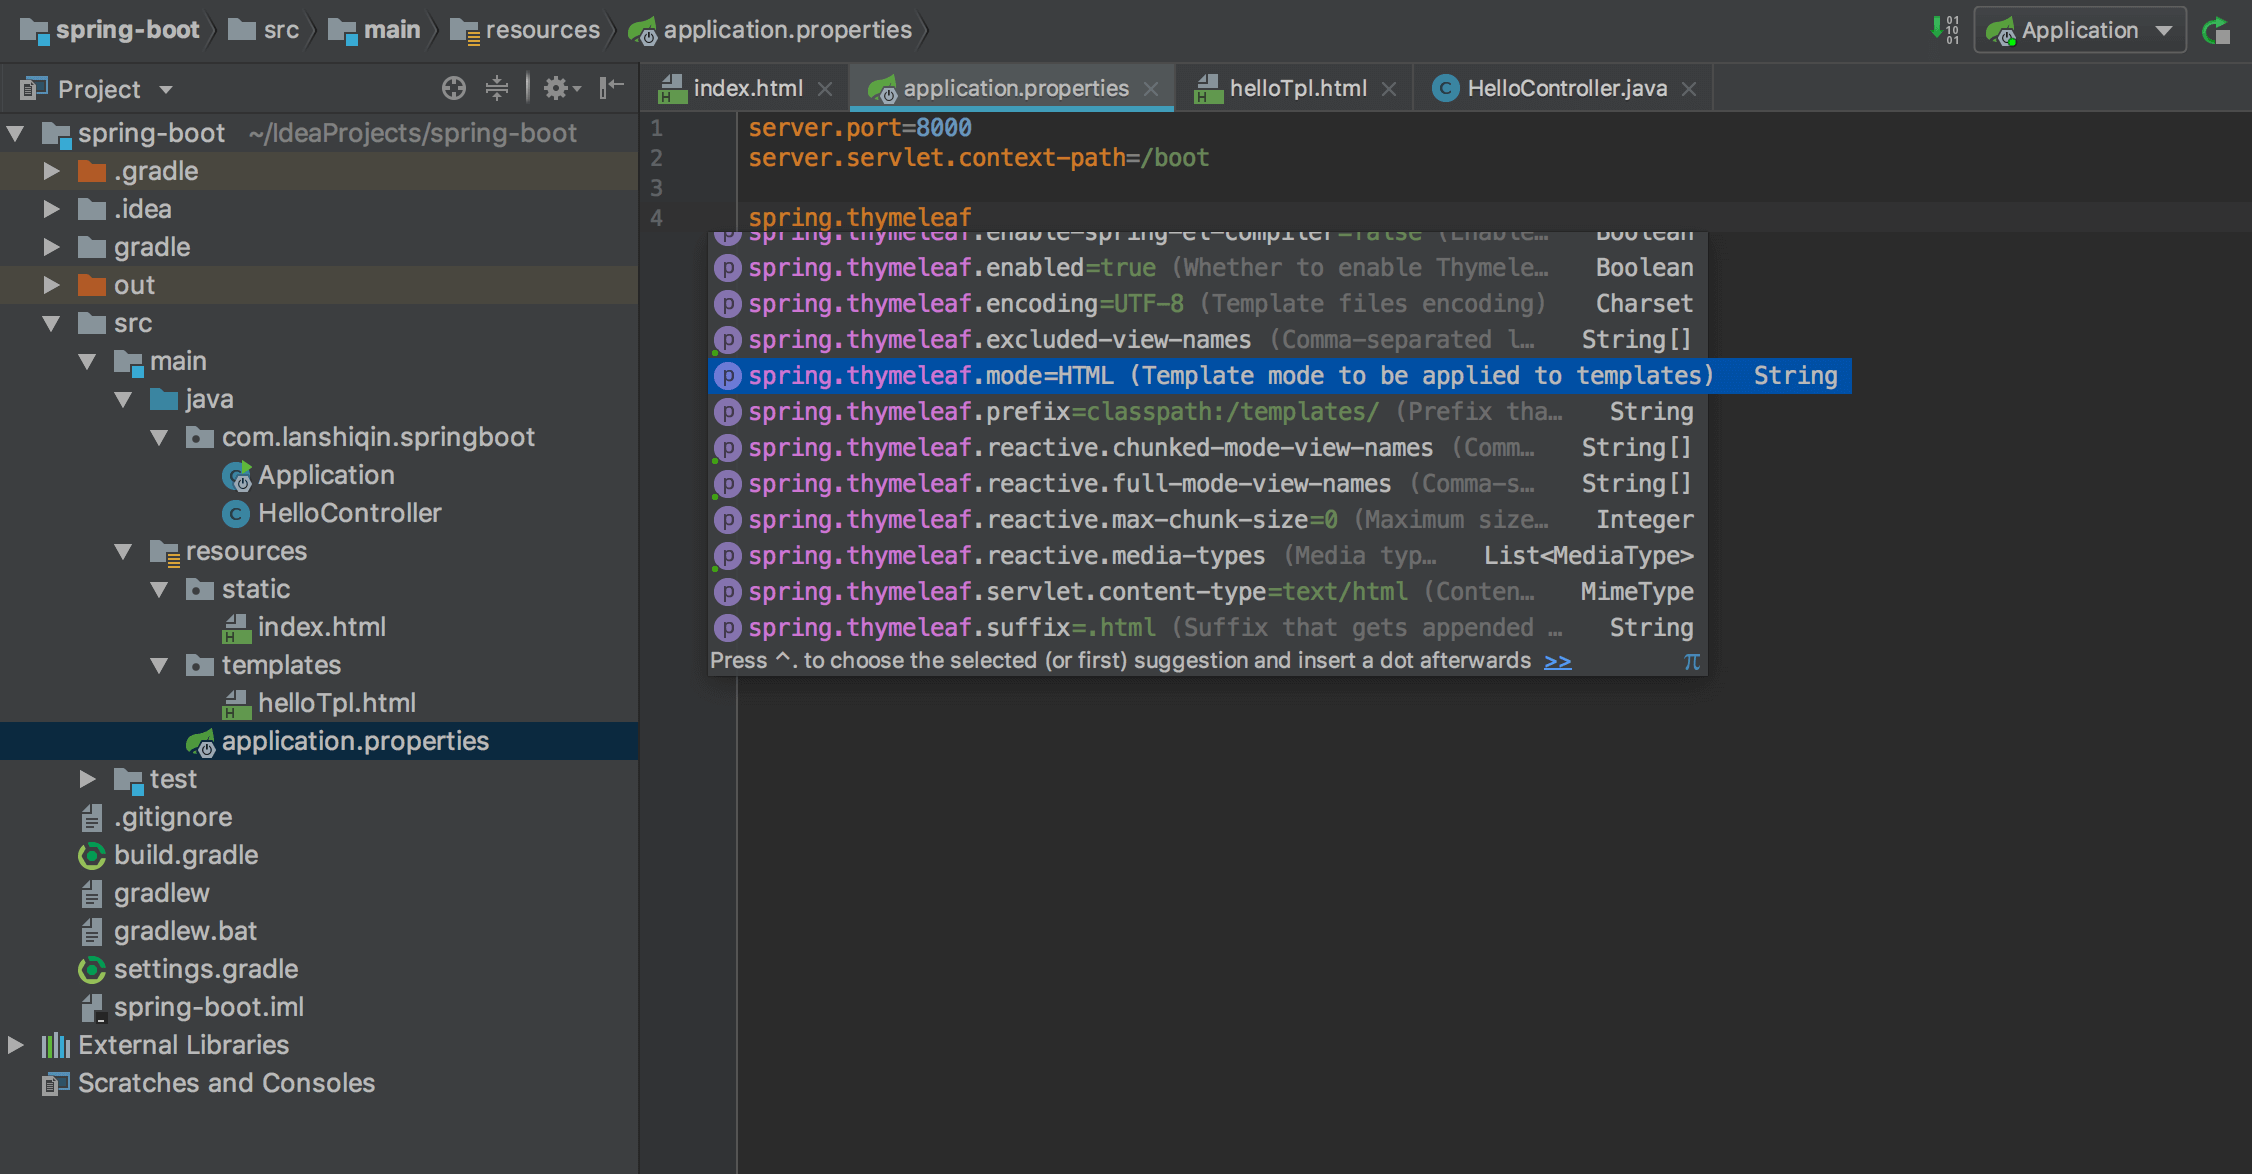 spring-boot src main resources application.properties
Application
Project
index.html application.properties helloTpl.html HelloController.java
spring-boot ~/IdeaProjects/spring-boot
.gradle
.idea
gradle
out
src
main
java
com.lanshiqin.springboot
Application
HelloController
resources
static
index.html
templates
helloTpl.html
application.properties
test
.gitignore
build.gradle
gradlew
gradlew.bat
settings.gradle
spring-boot.iml
External Libraries
Scratches and Consoles
1 server.port=8000
2 server.servlet.context-path=/boot
3
4 spring.thymeleaf
spring.thymeleaf.enable-spring-el-compiler=false (Enable… Boolean
spring.thymeleaf.enabled=true (Whether to enable Thymele… Boolean
spring.thymeleaf.encoding=UTF-8 (Template files encoding) Charset
spring.thymeleaf.excluded-view-names (Comma-separated l… String[]
spring.thymeleaf.mode=HTML (Template mode to be applied to templates) String
spring.thymeleaf.prefix=classpath:/templates/ (Prefix tha… String
spring.thymeleaf.reactive.chunked-mode-view-names (Comm… String[]
spring.thymeleaf.reactive.full-mode-view-names (Comma-s… String[]
spring.thymeleaf.reactive.max-chunk-size=0 (Maximum size… Integer
spring.thymeleaf.reactive.media-types (Media typ… List<MediaType>
spring.thymeleaf.servlet.content-type=text/html (Conten… MimeType
spring.thymeleaf.suffix=.html (Suffix that gets appended … String
Press ^. to choose the selected (or first) suggestion and insert a dot afterwards >> π